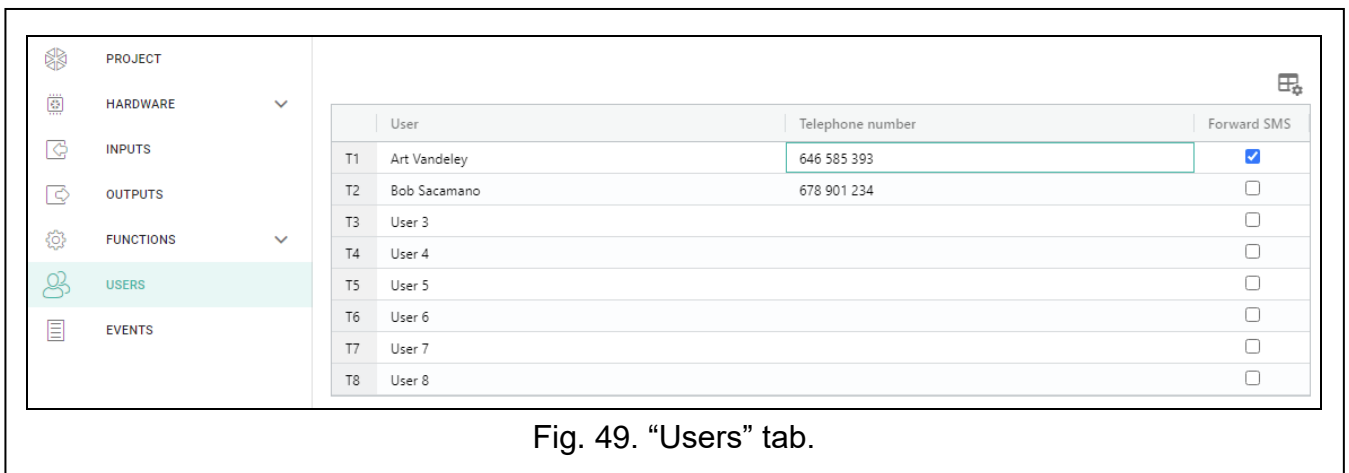 PROJECT
HARDWARE
INPUTS
OUTPUTS
FUNCTIONS
USERS
EVENTS
User Telephone number Forward SMS
T1 Art Vandeley 646 585 393
T2 Bob Sacamano 678 901 234
T3 User 3
T4 User 4
T5 User 5
T6 User 6
T7 User 7
T8 User 8
Fig. 49. “Users” tab.